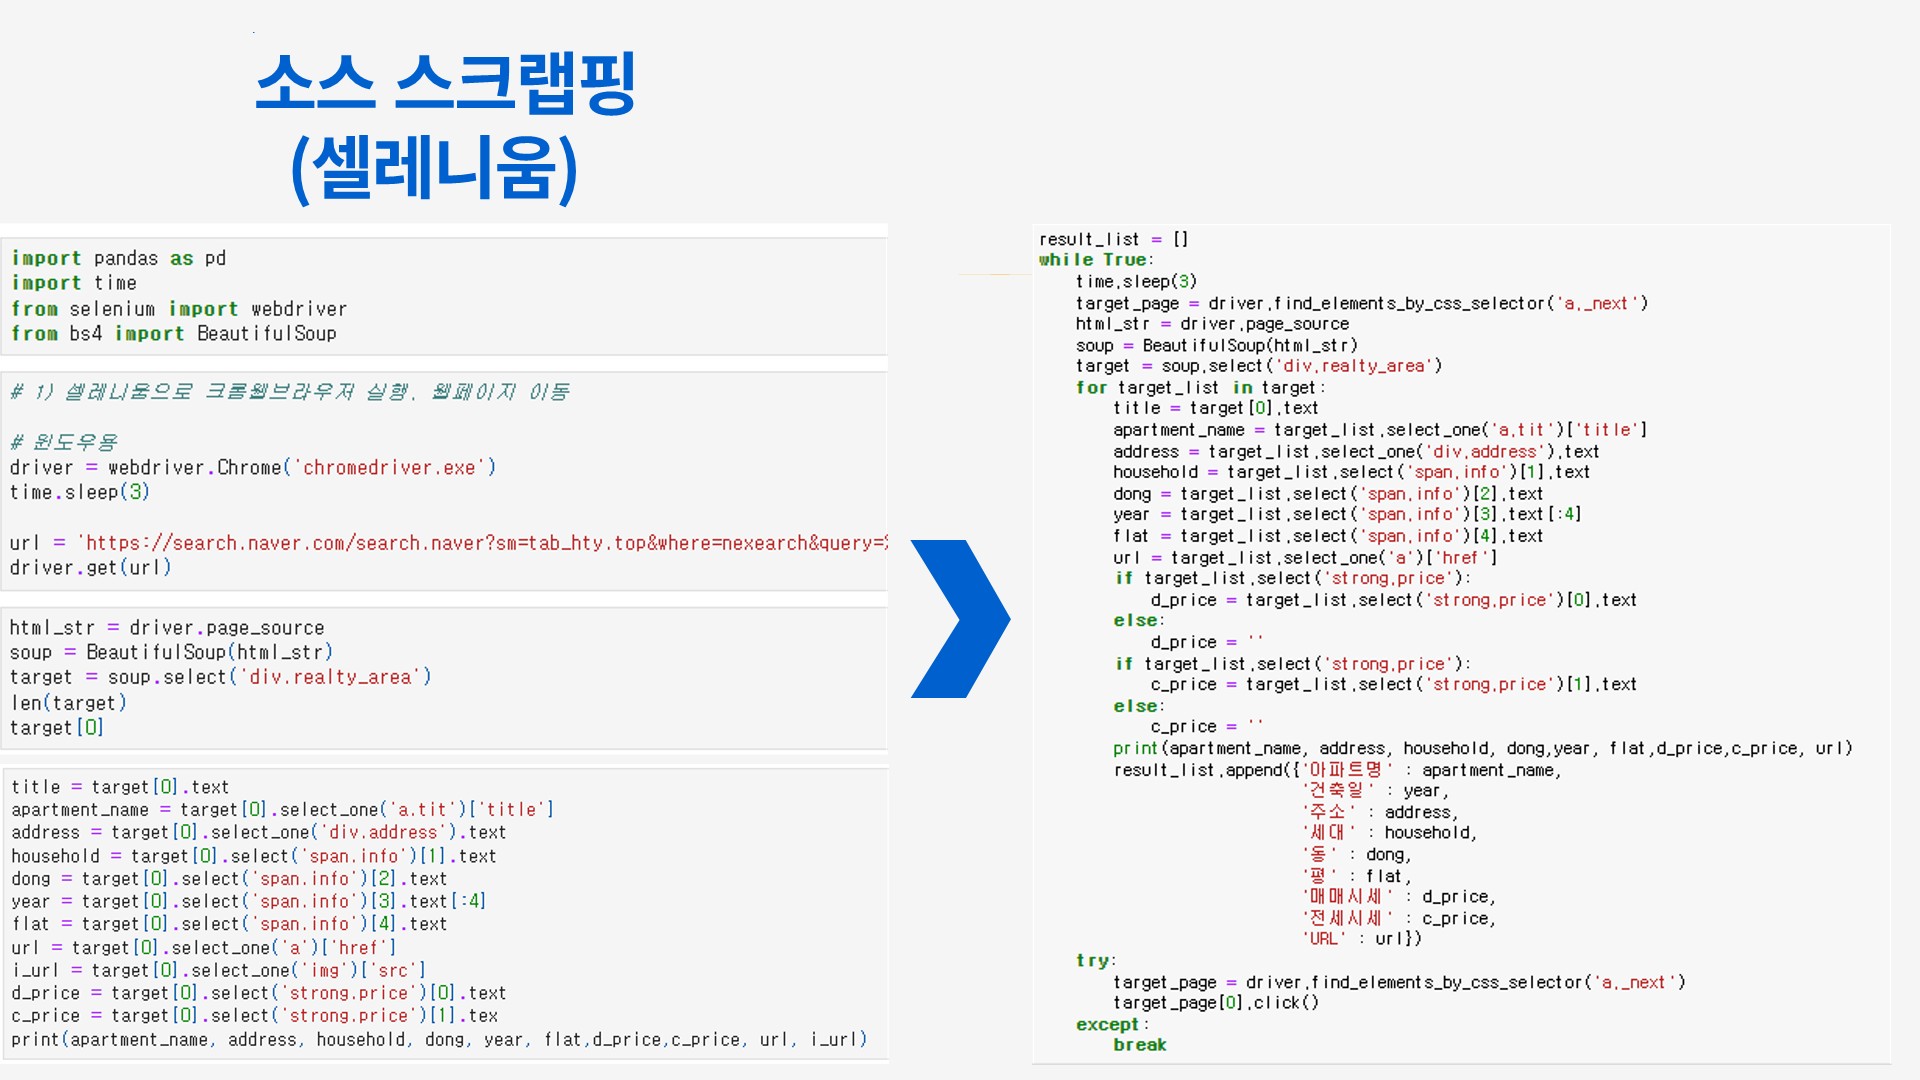 소스 스크랩핑
(셀레니움)
import pandas as pd
import time
from selenium import webdriver
from bs4 import BeautifulSoup
# 1) 셀레니움으로 크롬웹브라우저 실행, 웹페이지 이동
# 윈도우용
driver = webdriver.Chrome('chromedriver.exe')
time.sleep(3)
url = 'https://search.naver.com/search.naver?sm=tab_hty.top&where=nexearch&query=%
driver.get(url)
html_str = driver.page_source
soup = BeautifulSoup(html_str)
target = soup.select('div.realty_area')
len(target)
target[0]
title = target[0].text
apartment_name = target[0].select_one('a.tit')['title']
address = target[0].select_one('div.address').text
household = target[0].select('span.info')[1].text
dong = target[0].select('span.info')[2].text
year = target[0].select('span.info')[3].text[:4]
flat = target[0].select('span.info')[4].text
url = target[0].select_one('a')['href']
i_url = target[0].select_one('img')['src']
d_price = target[0].select('strong.price')[0].text
c_price = target[0].select('strong.price')[1].tex
print(apartment_name, address, household, dong, year, flat,d_price,c_price, url, i_url)
result_list = []
while True:
    time.sleep(3)
    target_page = driver.find_elements_by_css_selector('a._next')
    html_str = driver.page_source
    soup = BeautifulSoup(html_str)
    target = soup.select('div.realty_area')
    for target_list in target:
        title = target[0].text
        apartment_name = target_list.select_one('a.tit')['title']
        address = target_list.select_one('div.address').text
        household = target_list.select('span.info')[1].text
        dong = target_list.select('span.info')[2].text
        year = target_list.select('span.info')[3].text[:4]
        flat = target_list.select('span.info')[4].text
        url = target_list.select_one('a')['href']
        if target_list.select('strong.price'):
            d_price = target_list.select('strong.price')[0].text
        else:
            d_price = ''
        if target_list.select('strong.price'):
            c_price = target_list.select('strong.price')[1].text
        else:
            c_price = ''
        print(apartment_name, address, household, dong,year, flat,d_price,c_price, url)
        result_list.append({'아파트명' : apartment_name,
                            '건축일' : year,
                            '주소' : address,
                            '세대' : household,
                            '동' : dong,
                            '평' : flat,
                            '매매시세' : d_price,
                            '전세시세' : c_price,
                            'URL' : url})
    try:
        target_page = driver.find_elements_by_css_selector('a._next')
        target_page[0].click()
    except:
        break